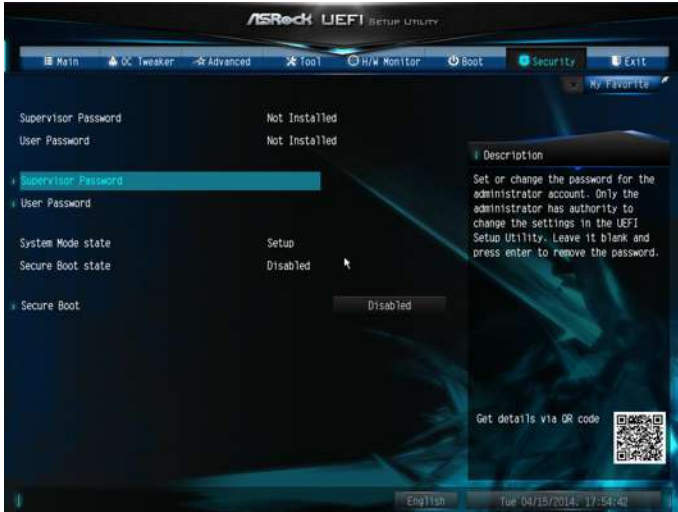 ASRock UEFI SETUP UTILITY
Main OC Tweaker Advanced Tool H/W Monitor Boot Security Exit
My Favorite
Supervisor Password Not Installed
User Password Not Installed
Supervisor Password
User Password
System Mode state Setup
Secure Boot state Disabled
Secure Boot Disabled
Description
Set or change the password for the
administrator account. Only the
administrator has authority to
change the settings in the UEFI
Setup Utility. Leave it blank and
press enter to remove the password.
Get details via QR code
English Tue 04/15/2014, 17:54:42